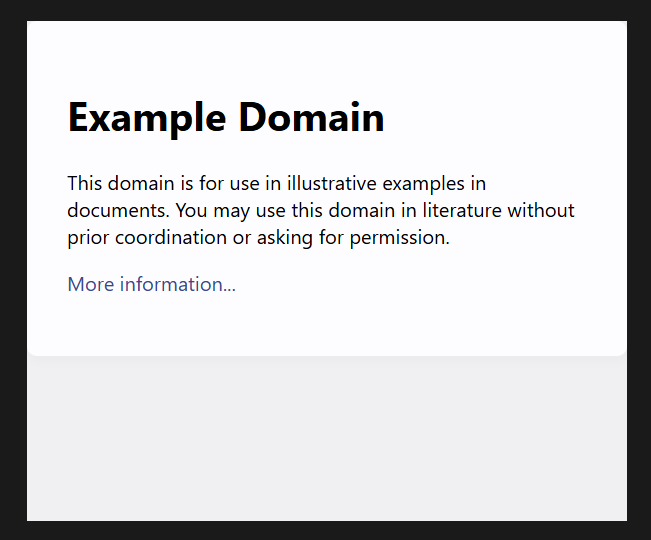 Example Domain
This domain is for use in illustrative examples in
documents. You may use this domain in literature without
prior coordination or asking for permission.
More information...